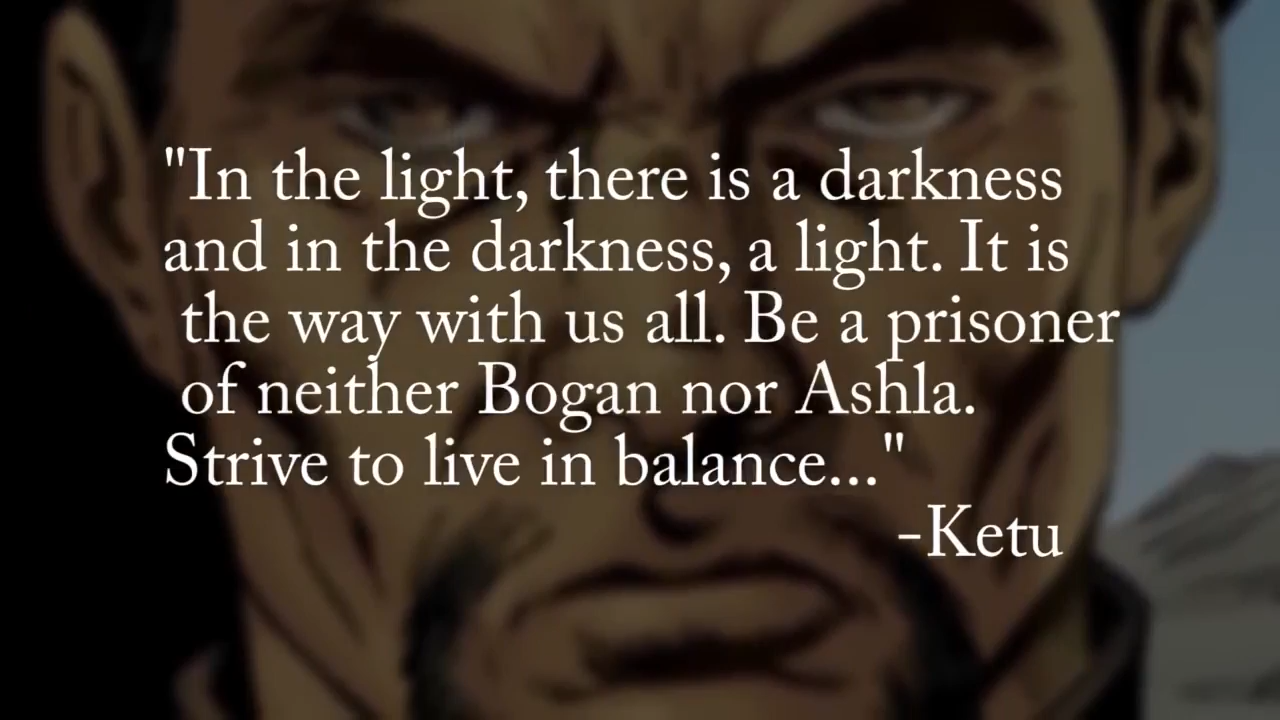 "In the light, there is a darkness
and in the darkness, a light. It is
the way with us all. Be a prisoner
of neither Bogan nor Ashla.
Strive to live in balance..."
-Ketu